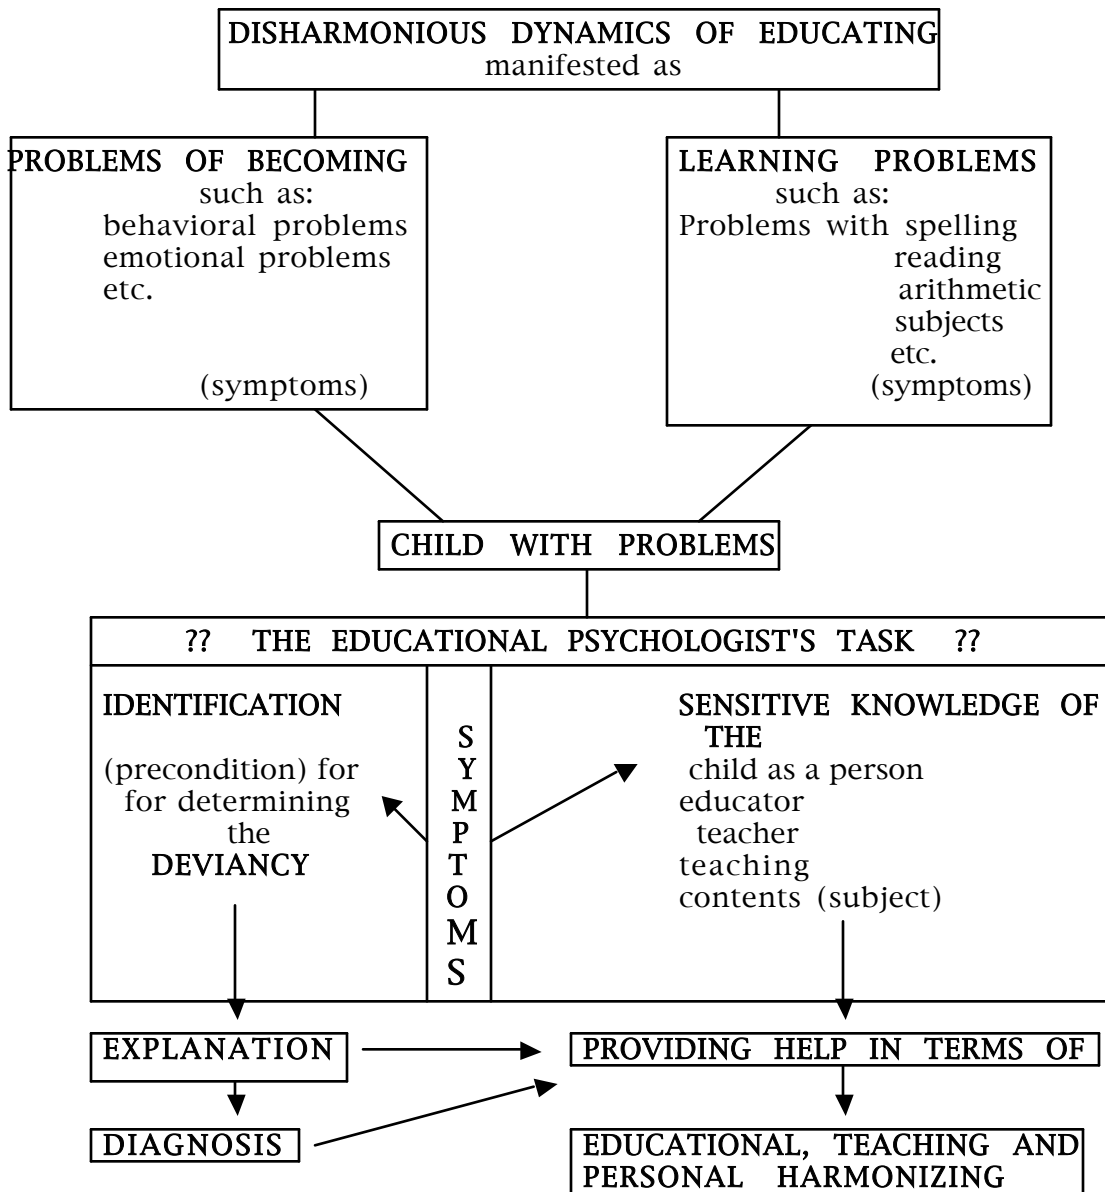 DISHARMONIOUS DYNAMICS OF EDUCATING
manifested as
PROBLEMS OF BECOMING
such as:
behavioral problems
emotional problems
etc.
(symptoms)
LEARNING PROBLEMS
such as:
Problems with spelling
reading
arithmetic
subjects
etc.
(symptoms)
CHILD WITH PROBLEMS
?? THE EDUCATIONAL PSYCHOLOGIST'S TASK ??
IDENTIFICATION
(precondition) for
for determining
the
DEVIANCY
S
Y
M
P
T
O
M
S
SENSITIVE KNOWLEDGE OF
THE
child as a person
educator
teacher
teaching
contents (subject)
EXPLANATION
PROVIDING HELP IN TERMS OF
DIAGNOSIS
EDUCATIONAL, TEACHING AND
PERSONAL HARMONIZING